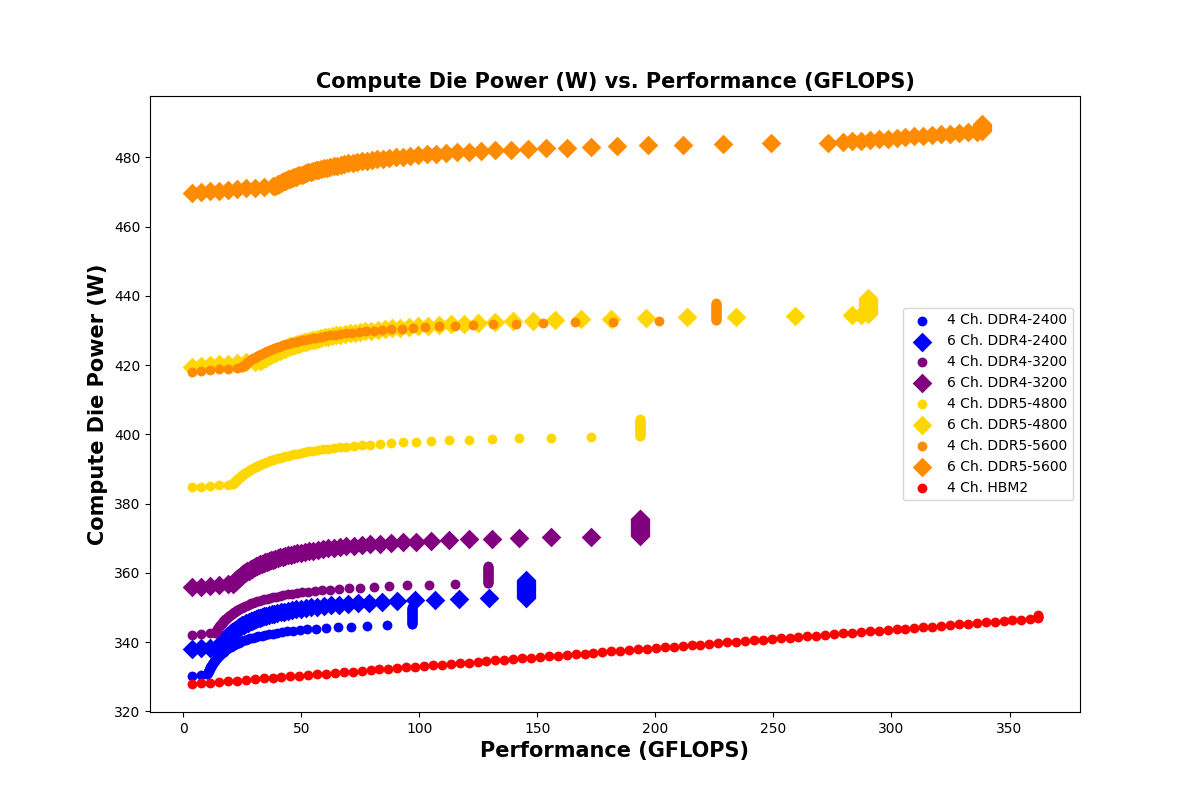 Compute Die Power (W) vs. Performance (GFLOPS)
Compute Die Power (W)
480
460
440
420
400
380
360
340
320
4 Ch. DDR4-2400
6 Ch. DDR4-2400
4 Ch. DDR4-3200
6 Ch. DDR4-3200
4 Ch. DDR5-4800
6 Ch. DDR5-4800
4 Ch. DDR5-5600
6 Ch. DDR5-5600
4 Ch. HBM2
0 50 100 150 200 250 300 350
Performance (GFLOPS)